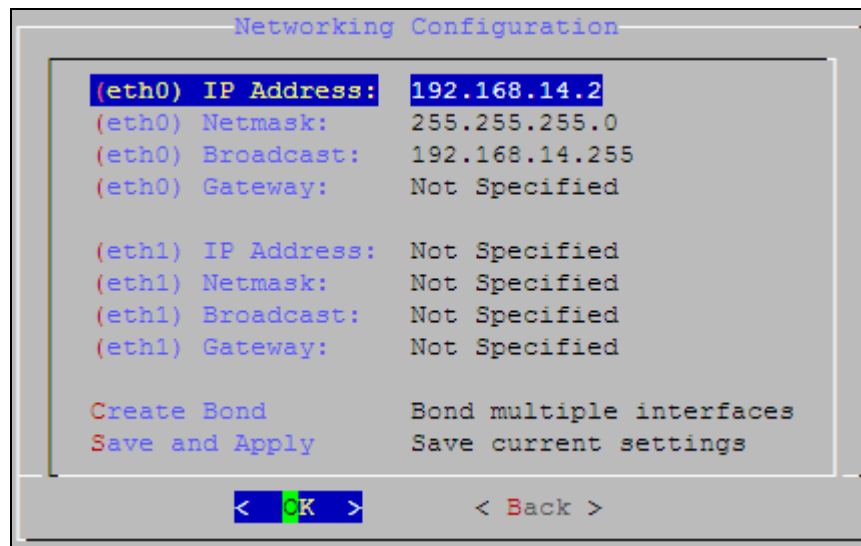 Networking Configuration
(eth0) IP Address: 192.168.14.2
(eth0) Netmask: 255.255.255.0
(eth0) Broadcast: 192.168.14.255
(eth0) Gateway: Not Specified
(eth1) IP Address: Not Specified
(eth1) Netmask: Not Specified
(eth1) Broadcast: Not Specified
(eth1) Gateway: Not Specified
Create Bond Bond multiple interfaces
Save and Apply Save current settings
< OK > < Back >